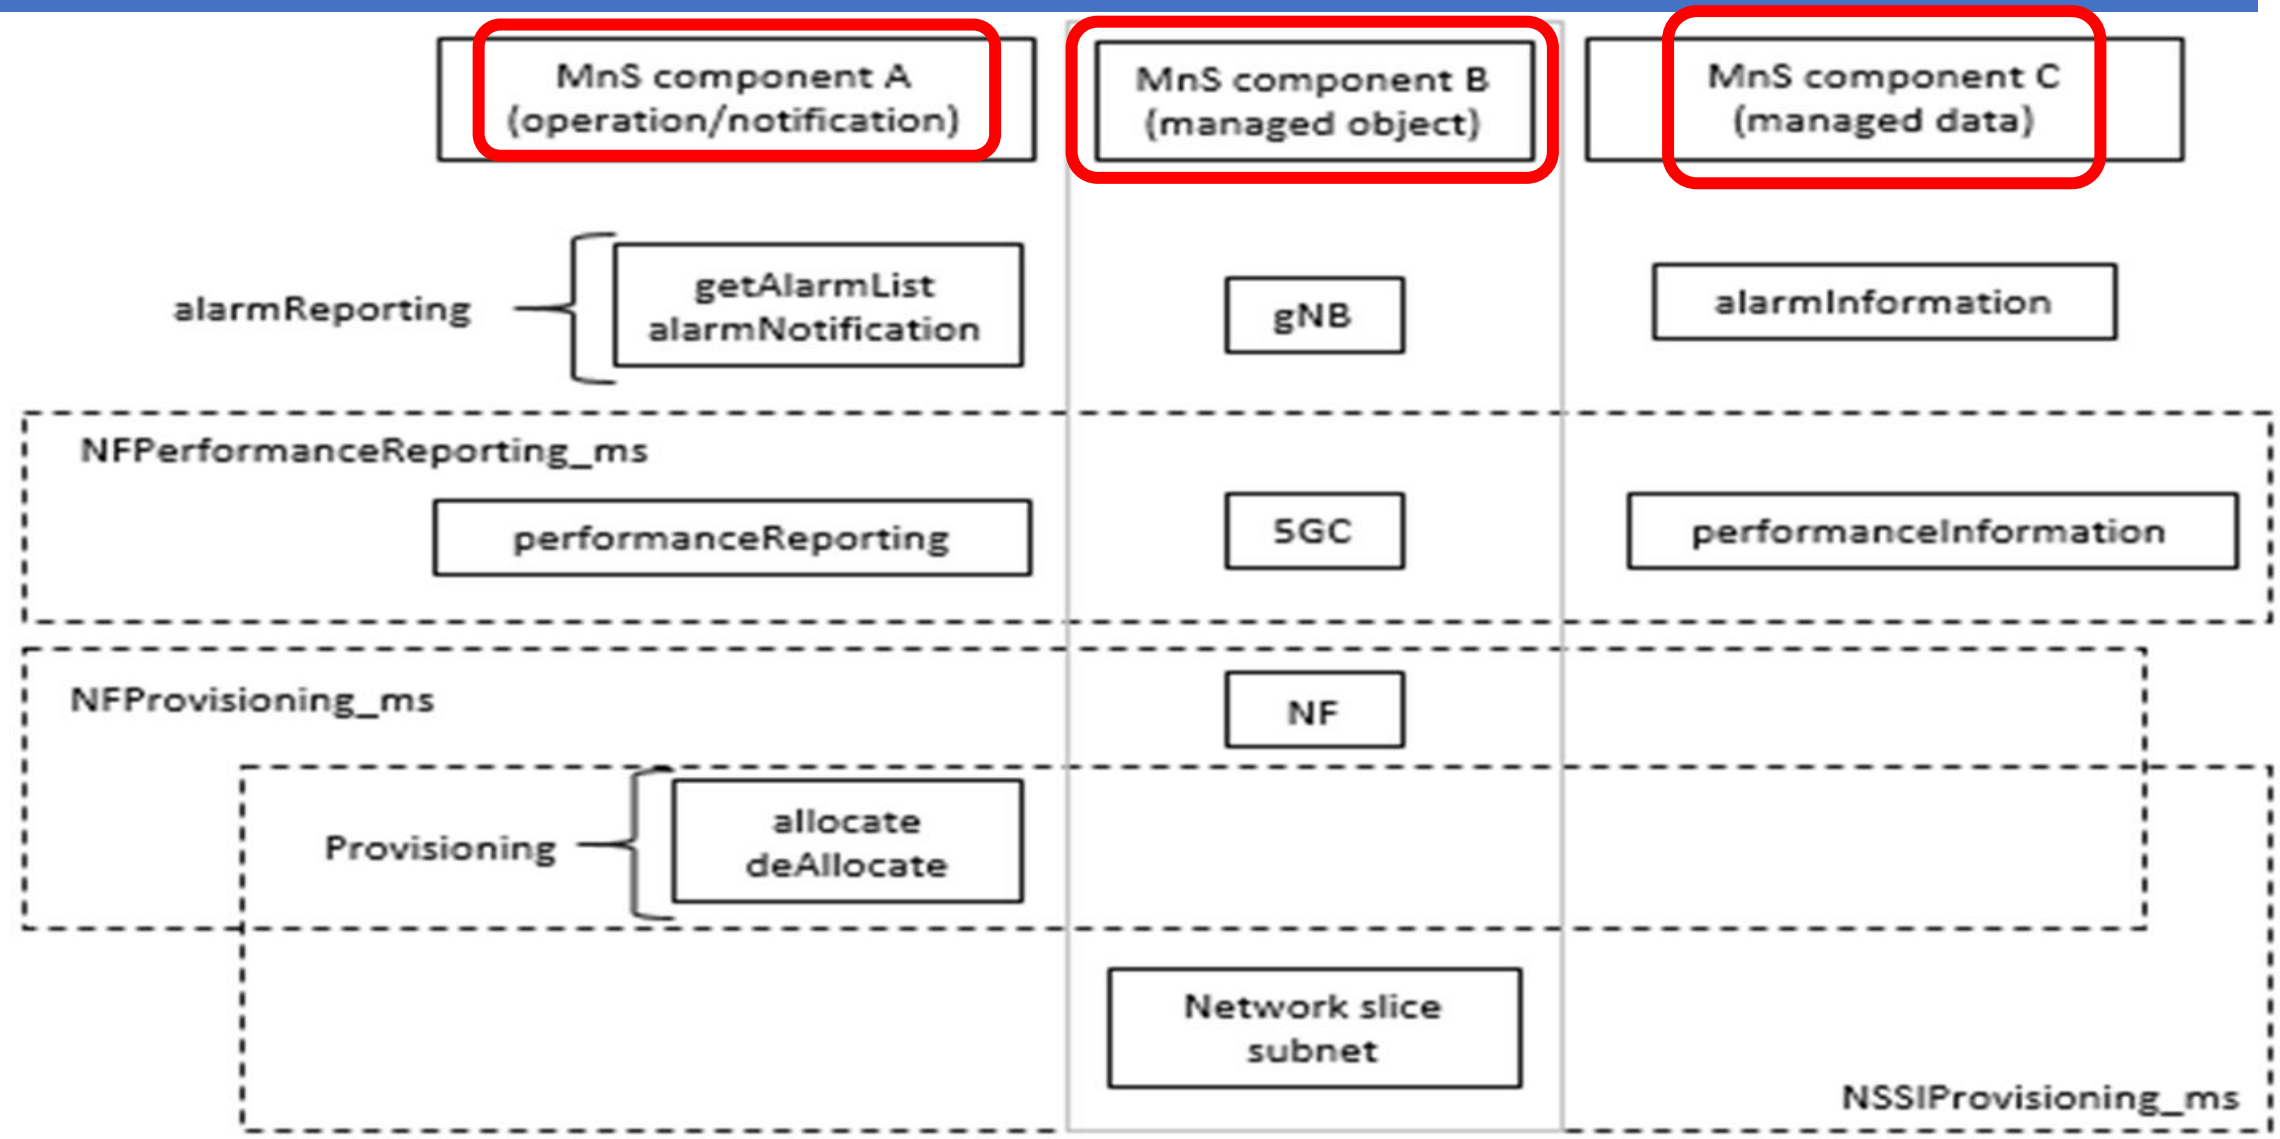 MnS component A
(operation/notification)
MnS component B
(managed object)
MnS component C
(managed data)
alarmReporting
getAlarmList
alarmNotification
gNB
alarmInformation
NFPerformanceReporting_ms
performanceReporting
5GC
performanceInformation
NFProvisioning_ms
NF
Provisioning
allocate
deAllocate
Network slice
subnet
NSSIProvisioning_ms